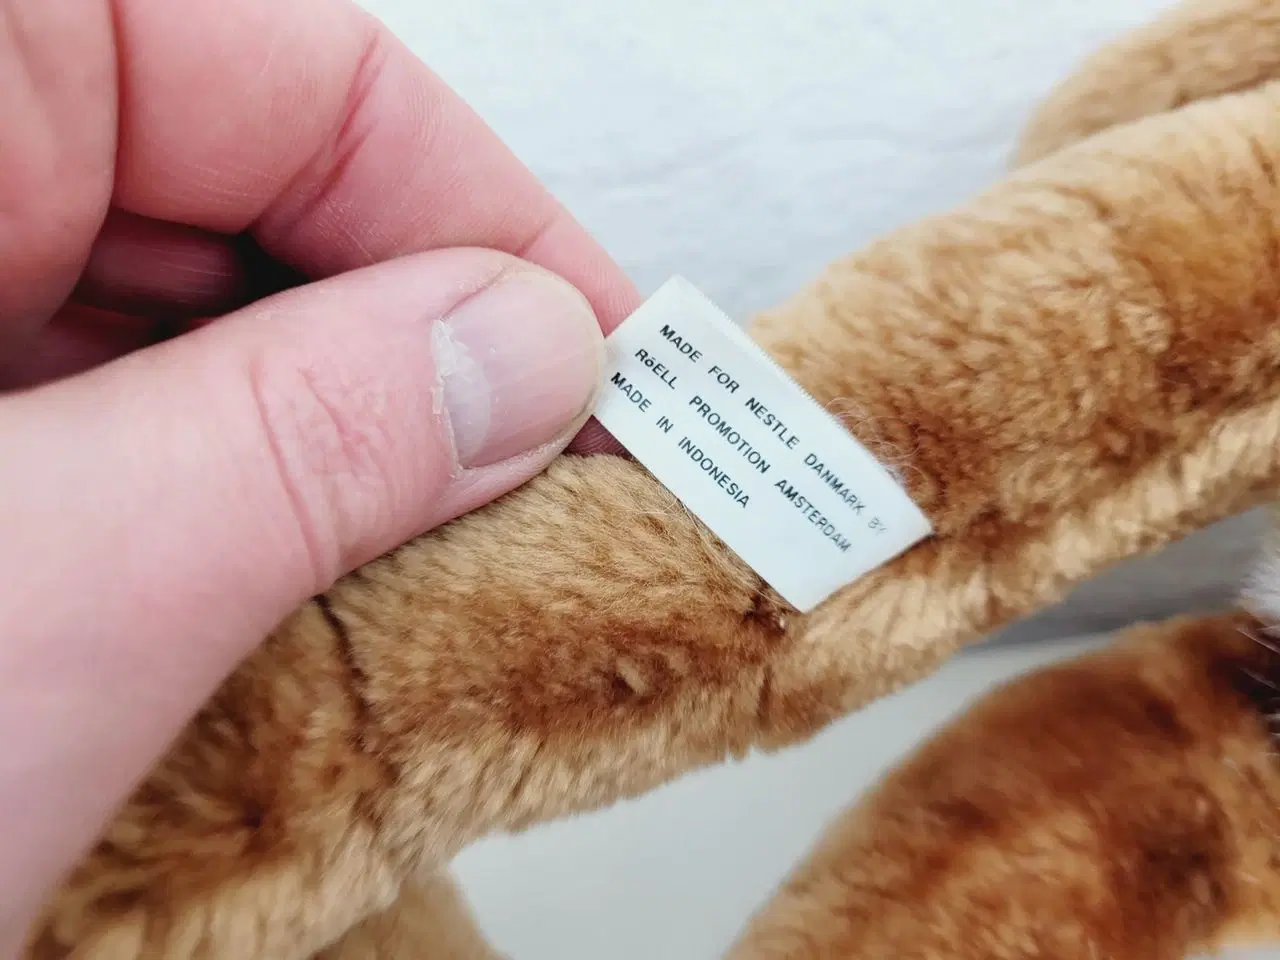 MADE FOR NESTLE DANMARK BY
RöELL PROMOTION AMSTERDAM
MADE IN INDONESIA